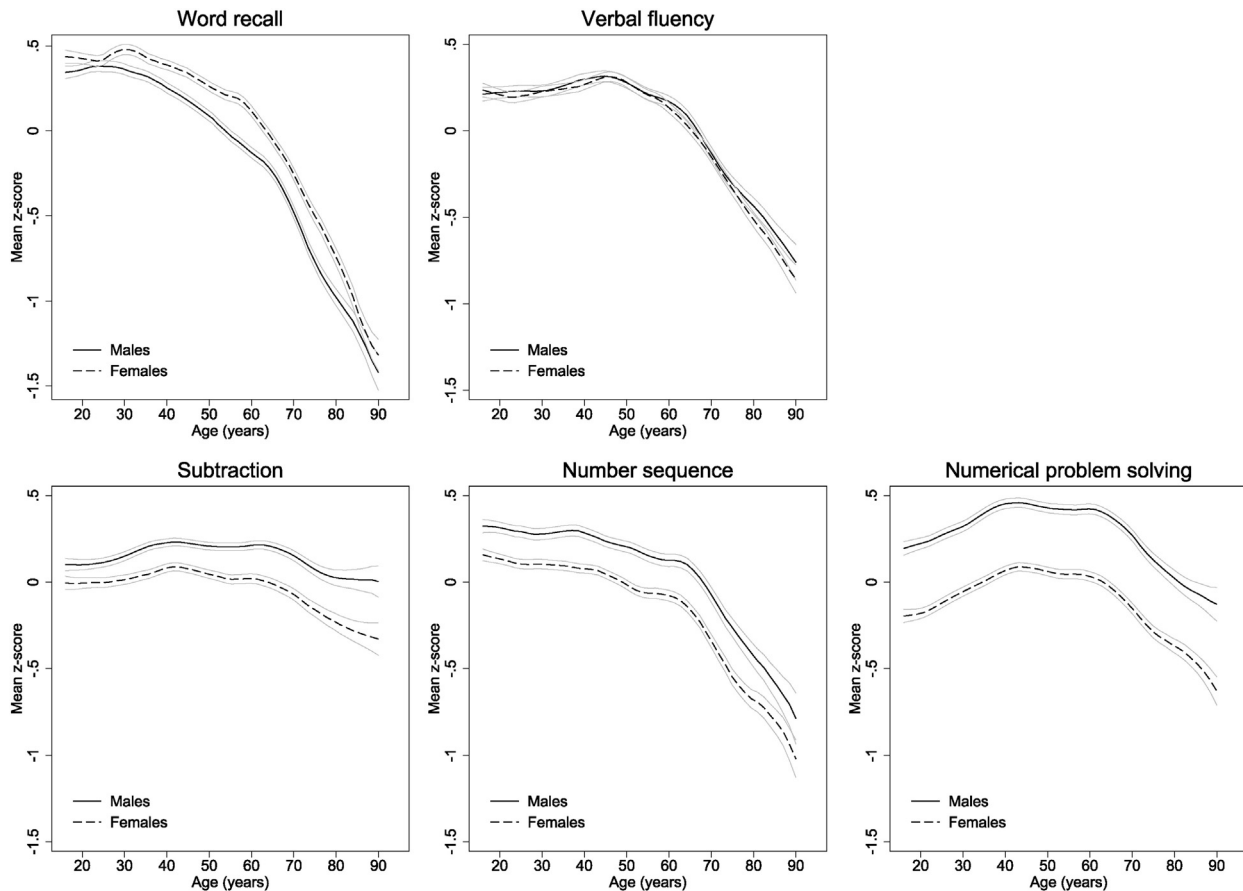 Word recall
Mean z-score
.5
0
-.5
-1
-1.5
Males
Females
20 30 40 50 60 70 80 90
Age (years)
Verbal fluency
Mean z-score
.5
0
-.5
-1
-1.5
Males
Females
20 30 40 50 60 70 80 90
Age (years)
Subtraction
Mean z-score
.5
0
-.5
-1
-1.5
Males
Females
20 30 40 50 60 70 80 90
Age (years)
Number sequence
Mean z-score
.5
0
-.5
-1
-1.5
Males
Females
20 30 40 50 60 70 80 90
Age (years)
Numerical problem solving
Mean z-score
.5
0
-.5
-1
-1.5
Males
Females
20 30 40 50 60 70 80 90
Age (years)